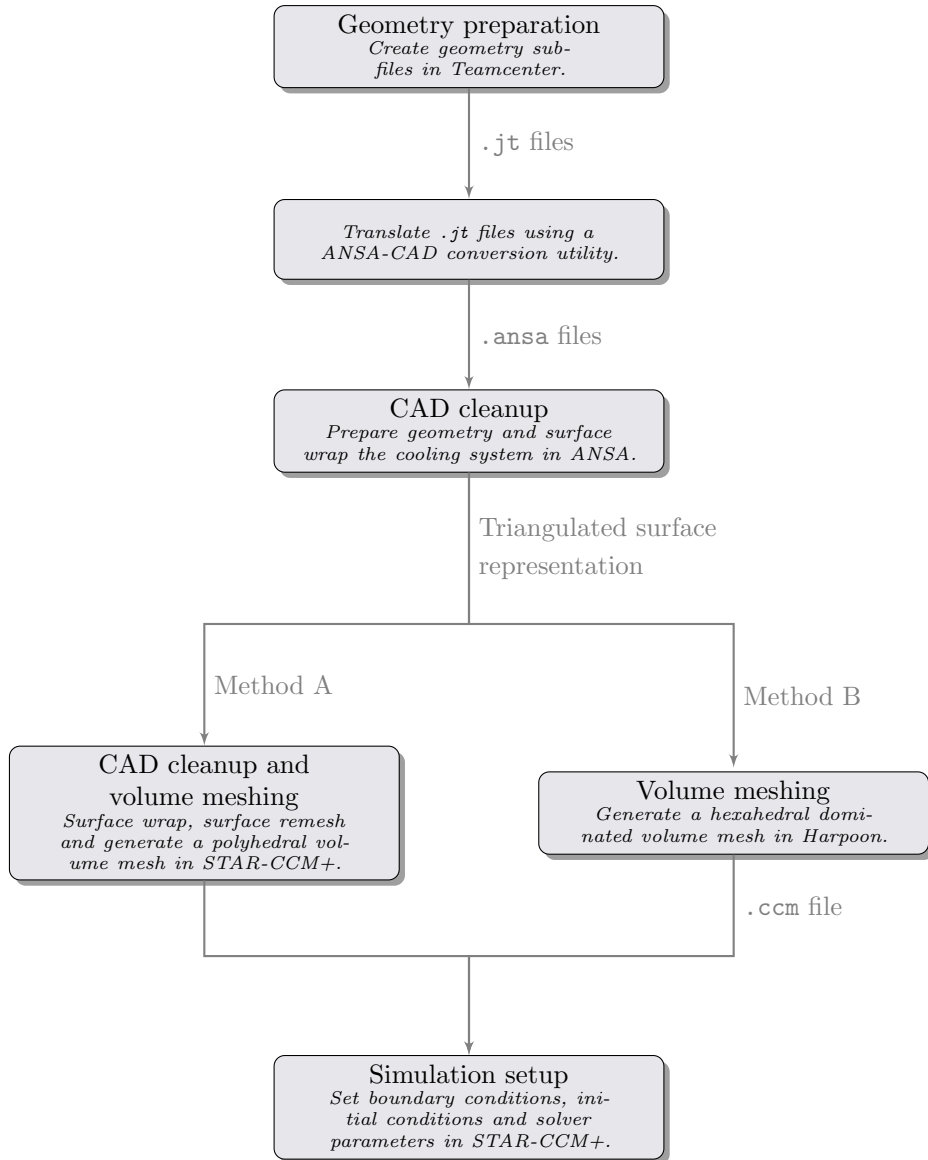 Geometry preparation
Create geometry sub-
files in Teamcenter.
.jt files
Translate .jt files using a
ANSA-CAD conversion utility.
.ansa files
CAD cleanup
Prepare geometry and surface
wrap the cooling system in ANSA.
Triangulated surface
representation
Method A
Method B
CAD cleanup and
volume meshing
Surface wrap, surface remesh
and generate a polyhedral vol-
ume mesh in STAR-CCM+.
Volume meshing
Generate a hexahedral domi-
nated volume mesh in Harpoon.
.ccm file
Simulation setup
Set boundary conditions, ini-
tial conditions and solver
parameters in STAR-CCM+.